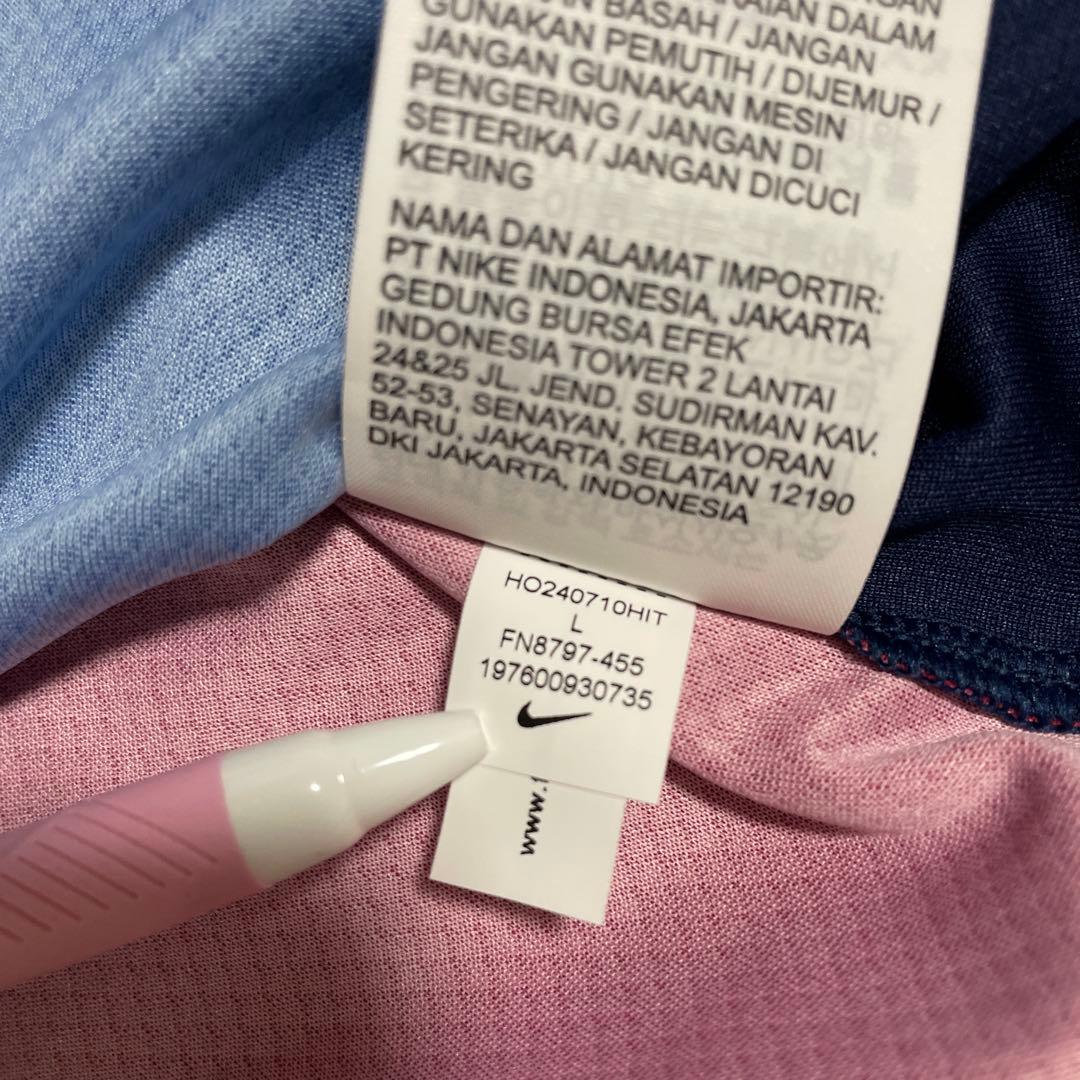 DALAM
GUNAKAN BASAH / JANGAN
JANGAN PEMUTIH / DIJEMUR /
JANGAN GUNAKAN MESIN
PENGERING / JANGAN DI
SETERIKA / JANGAN DICUCI
KERING
NAMA DAN ALAMAT IMPORTIR:
PT NIKE INDONESIA, JAKARTA
GEDUNG BURSA EFEK
INDONESIA TOWER 2 LANTAI
24&25 JL. JEND. SUDIRMAN KAV.
52-53, SENAYAN, KEBAYORAN
BARU, JAKARTA SELATAN 12190
DKI JAKARTA, INDONESIA
HO240710HIT
L
FN8797-455
197600930735
www.